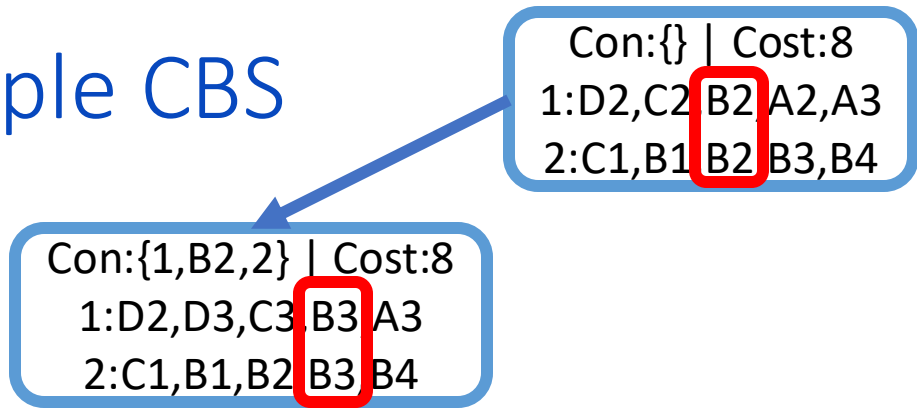 ple CBS
Con:{} | Cost:8
1:D2,C2,B2,A2,A3
2:C1,B1,B2,B3,B4
Con:{1,B2,2} | Cost:8
1:D2,D3,C3,B3,A3
2:C1,B1,B2,B3,B4